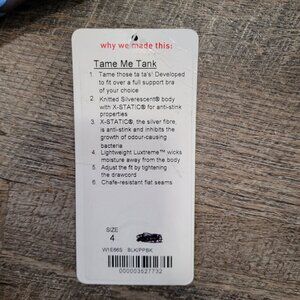 why we made this:
Tame Me Tank
1. Tame those ta ta's! Developed
to fit over a full support bra
of your choice
2. Knitted Silverescent® body
with X-STATIC® for anti-stink
properties
3. X-STATIC®, the silver fibre,
is anti-stink and inhibits the
growth of odour-causing
bacteria
4. Lightweight Luxtreme™ wicks
moisture away from the body
5. Adjust the fit by tightening
the drawcord
6. Chafe-resistant flat seams
SIZE
4
W1E66S BLK/PPBK
000003527732